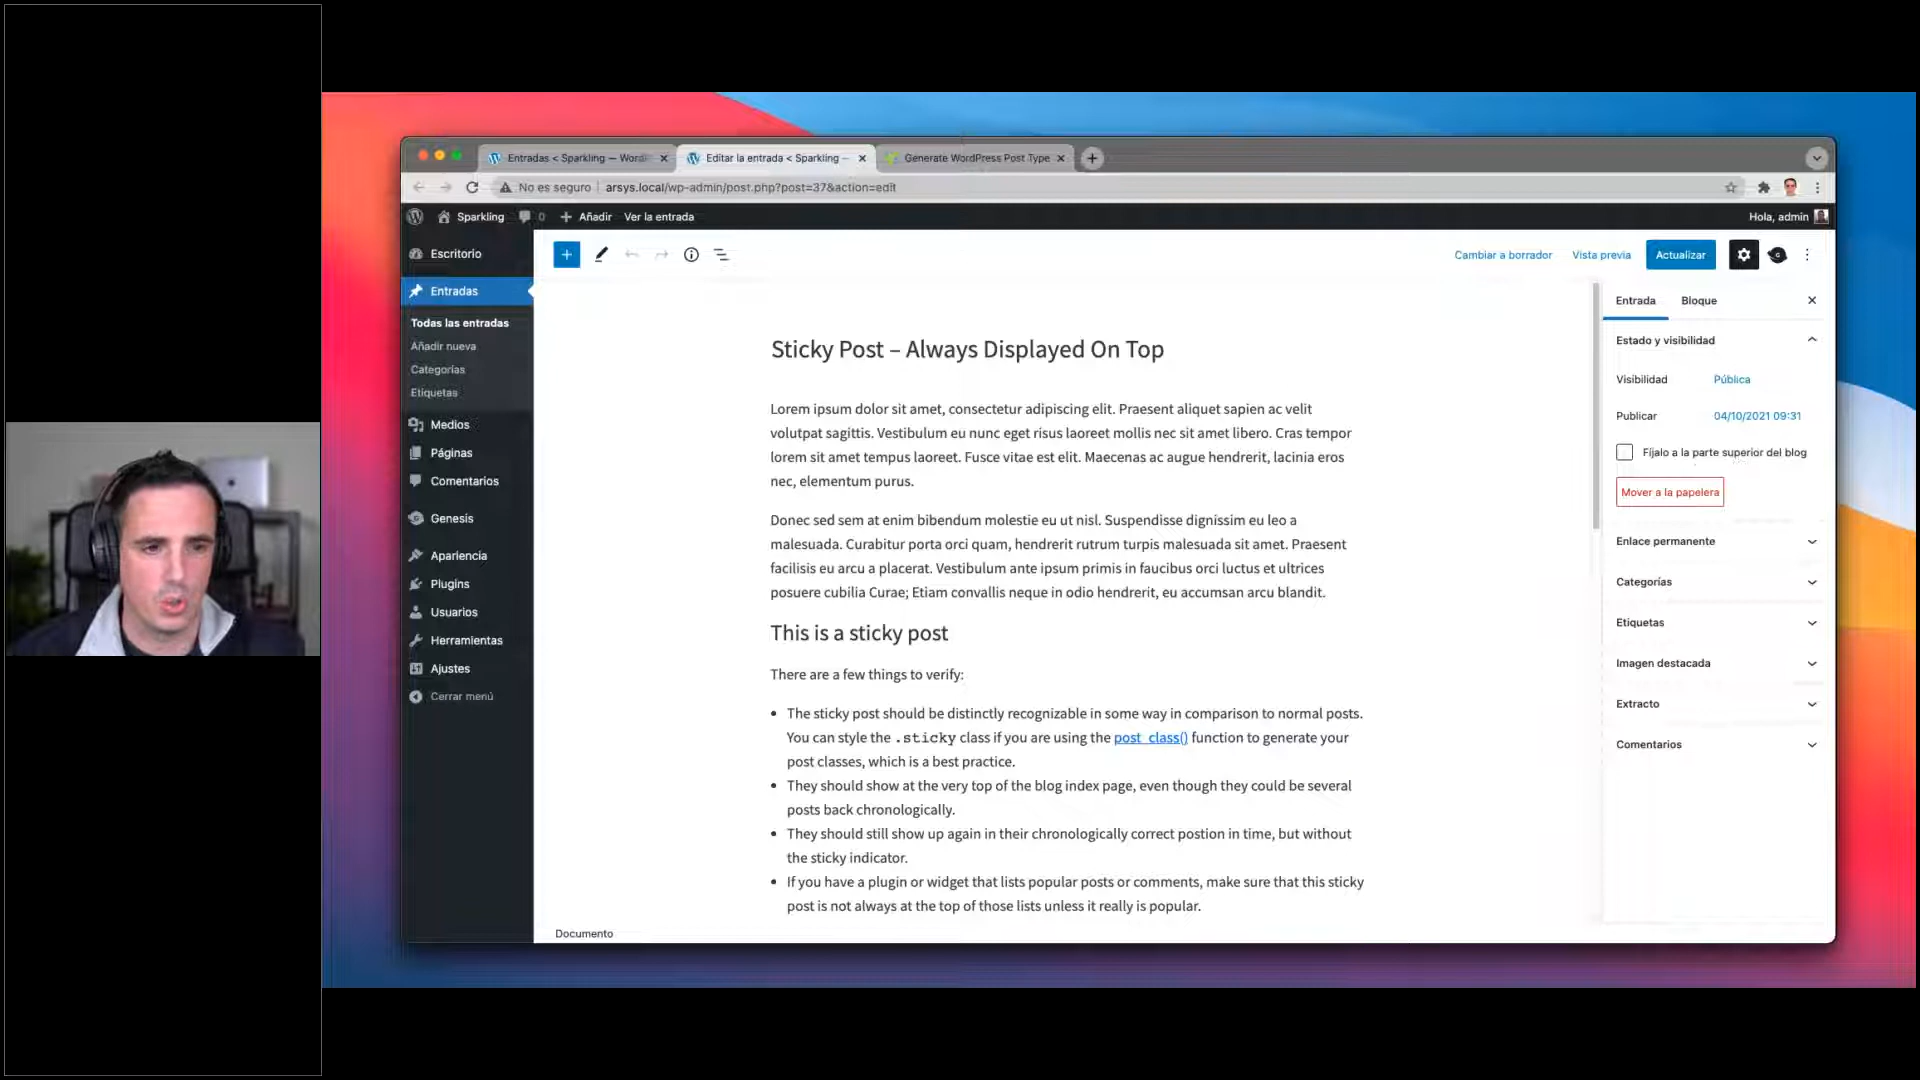 Entradas < Sparkling — Word
Editar la entrada < Sparkling —
Generate WordPress Post Type
No es seguro
arsys.local/wp-admin/post.php?post=37&action=edit
Sparkling
0
Añadir
Ver la entrada
Hola, admin
Escritorio
Entradas
Todas las entradas
Añadir nueva
Categorías
Etiquetas
Medios
Páginas
Comentarios
Genesis
Apariencia
Plugins
Usuarios
Herramientas
Ajustes
Cerrar menú
Cambiar a borrador
Vista previa
Actualizar
Sticky Post – Always Displayed On Top
Lorem ipsum dolor sit amet, consectetur adipiscing elit. Praesent aliquet sapien ac velit
volutpat sagittis. Vestibulum eu nunc eget risus laoreet mollis nec sit amet libero. Cras tempor
lorem sit amet tempus laoreet. Fusce vitae est elit. Maecenas ac augue hendrerit, lacinia eros
nec, elementum purus.
Donec sed sem at enim bibendum molestie eu ut nisl. Suspendisse dignissim eu leo a
malesuada. Curabitur porta orci quam, hendrerit rutrum turpis malesuada sit amet. Praesent
facilisis eu arcu a placerat. Vestibulum ante ipsum primis in faucibus orci luctus et ultrices
posuere cubilia Curae; Etiam convallis neque in odio hendrerit, eu accumsan arcu blandit.
This is a sticky post
There are a few things to verify:
The sticky post should be distinctly recognizable in some way in comparison to normal posts.
You can style the .sticky class if you are using the post_class() function to generate your
post classes, which is a best practice.
They should show at the very top of the blog index page, even though they could be several
posts back chronologically.
They should still show up again in their chronologically correct postion in time, but without
the sticky indicator.
If you have a plugin or widget that lists popular posts or comments, make sure that this sticky
post is not always at the top of those lists unless it really is popular.
Documento
Entrada
Bloque
Estado y visibilidad
Visibilidad
Pública
Publicar
04/10/2021 09:31
Fíjalo a la parte superior del blog
Mover a la papelera
Enlace permanente
Categorías
Etiquetas
Imagen destacada
Extracto
Comentarios